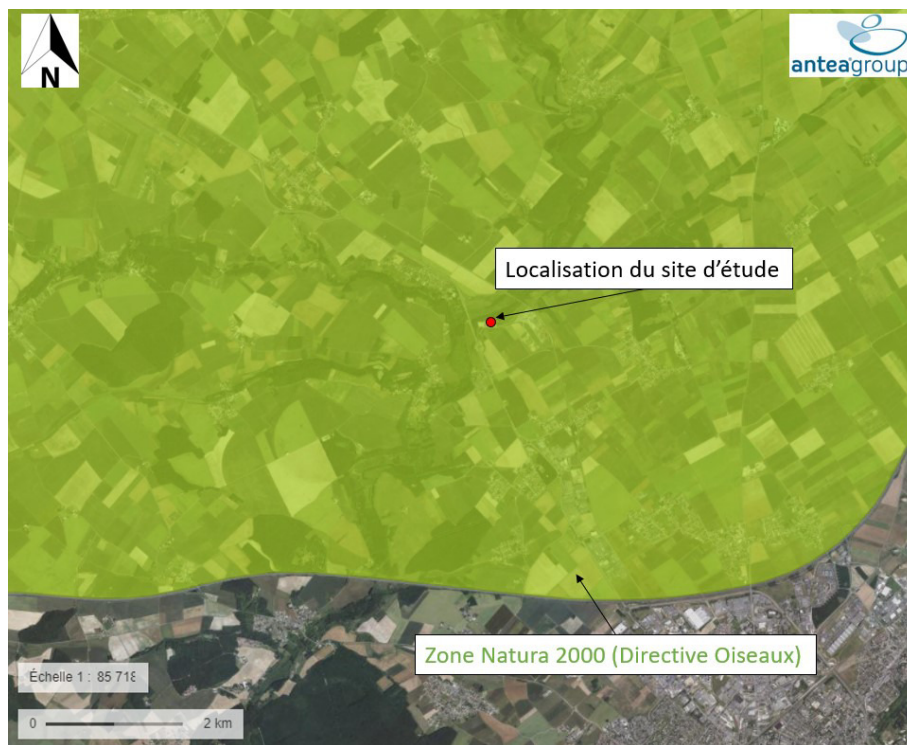 N
anteagroup
Localisation du site d'étude
Zone Natura 2000 (Directive Oiseaux)
Échelle 1 : 85 718
0 2 km